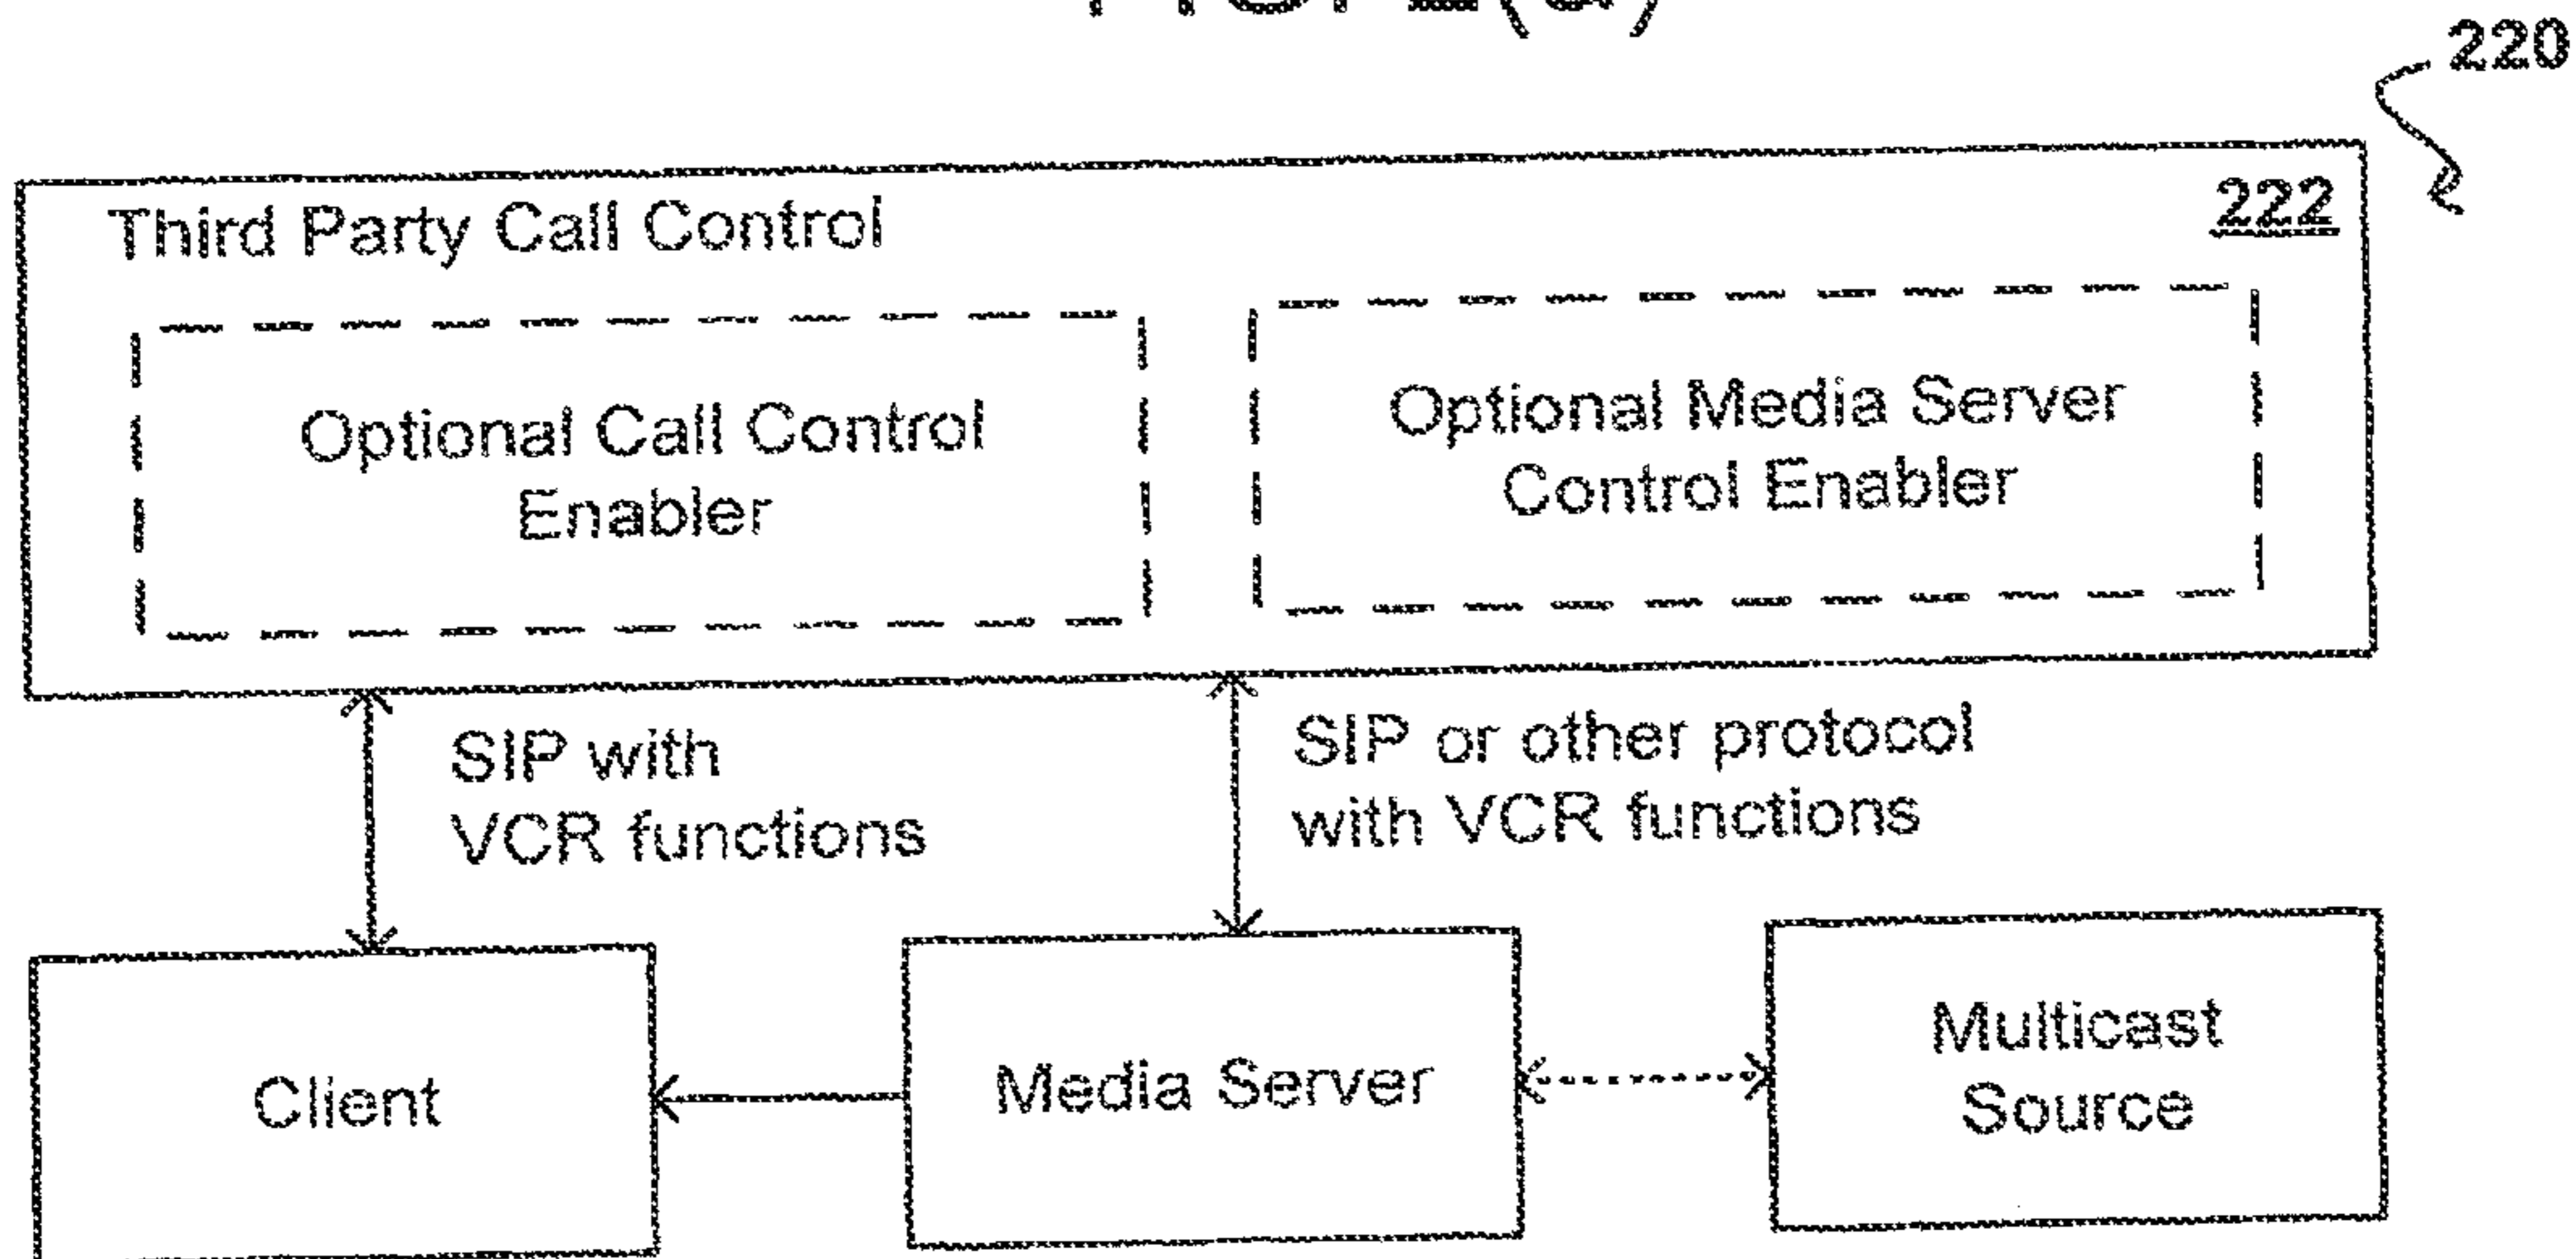 220
Third Party Call Control
222
Optional Call Control
Enabler
Optional Media Server
Control Enabler
SIP with
VCR functions
SIP or other protocol
with VCR functions
Client
Media Server
Multicast
Source